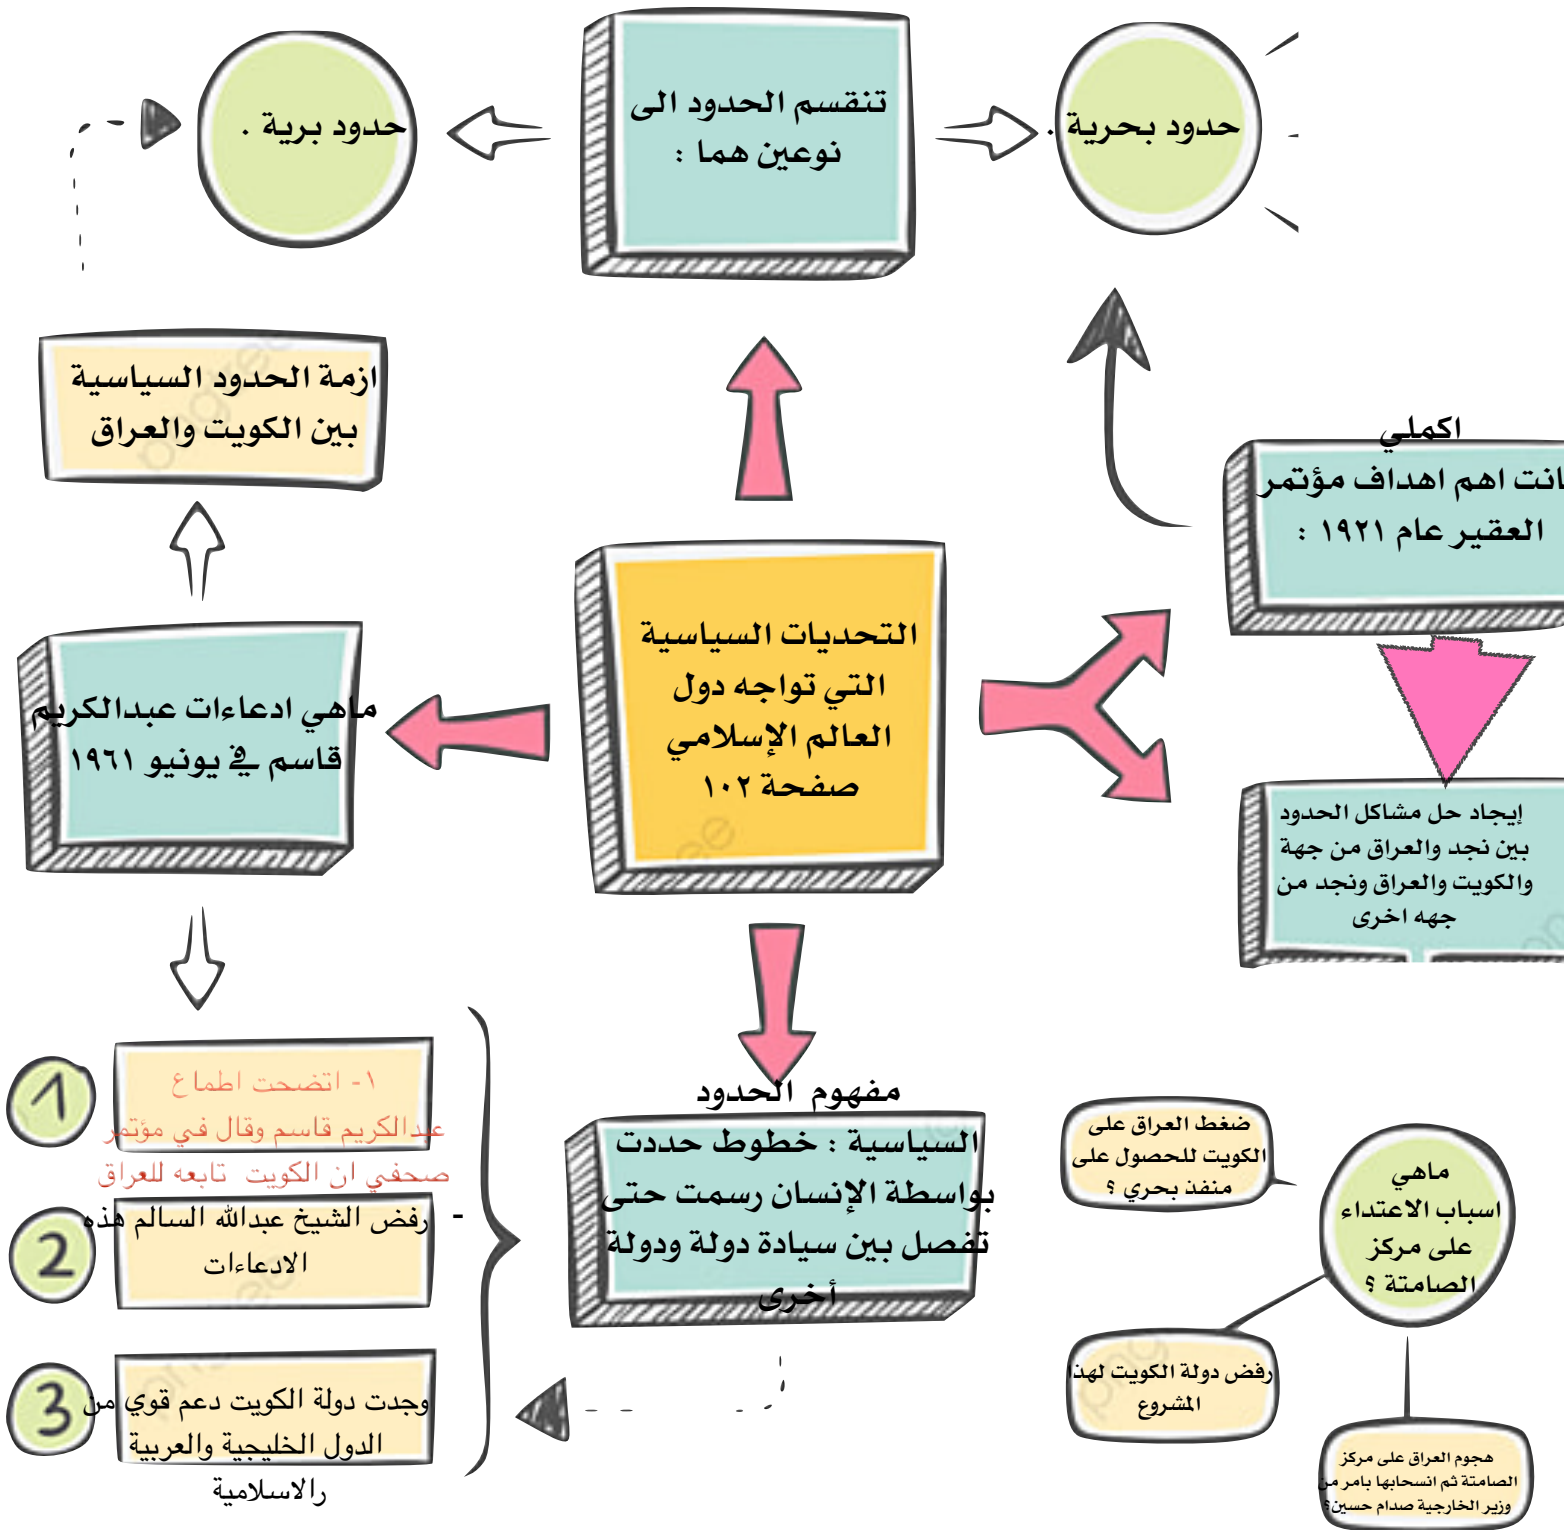 تنقسم الحدود الى
نوعين هما :
حدود بحرية .
حدود برية .
ازمة الحدود السياسية
بين الكويت والعراق
اكملي
انت اهم اهداف مؤتمر
العقير عام ١٩٢١ :
التحديات السياسية
التي تواجه دول
العالم الإسلامي
صفحة ١٠٢
ماهي ادعاءات عبدالكريم
قاسم في يونيو ١٩٦١
إيجاد حل مشاكل الحدود
بين نجد والعراق من جهة
والكويت والعراق ونجد من
جهه اخرى
1
١- اتضحت اطماع
عبدالكريم قاسم وقال في مؤتمر
صحفي ان الكويت تابعه للعراق
2
- رفض الشيخ عبدالله السالم هذه
الادعاءات
3
وجدت دولة الكويت دعم قوي من
الدول الخليجية والعربية
رالاسلامية
مفهوم الحدود
السياسية : خطوط حددت
بواسطة الإنسان رسمت حتى
تفصل بين سيادة دولة ودولة
أخرى
ماهي
اسباب الاعتداء
على مركز
الصامتة ؟
ضغط العراق على
الكويت للحصول على
منفذ بحري ؟
رفض دولة الكويت لهذا
المشروع
هجوم العراق على مركز
الصامتة ثم انسحابها بامر من
وزير الخارجية صدام حسين؟